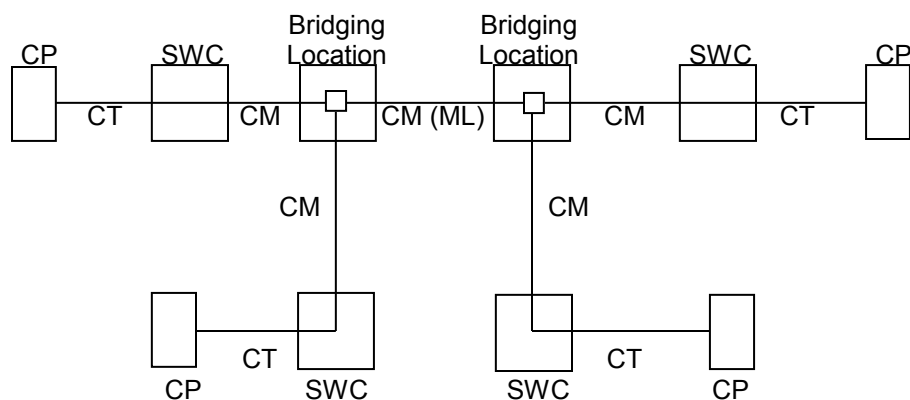 Bridging
Location
Bridging
Location
CP
SWC
SWC
CP
CT
CM
CM (ML)
CM
CT
CM
CM
CT
CT
CP
SWC
SWC
CP